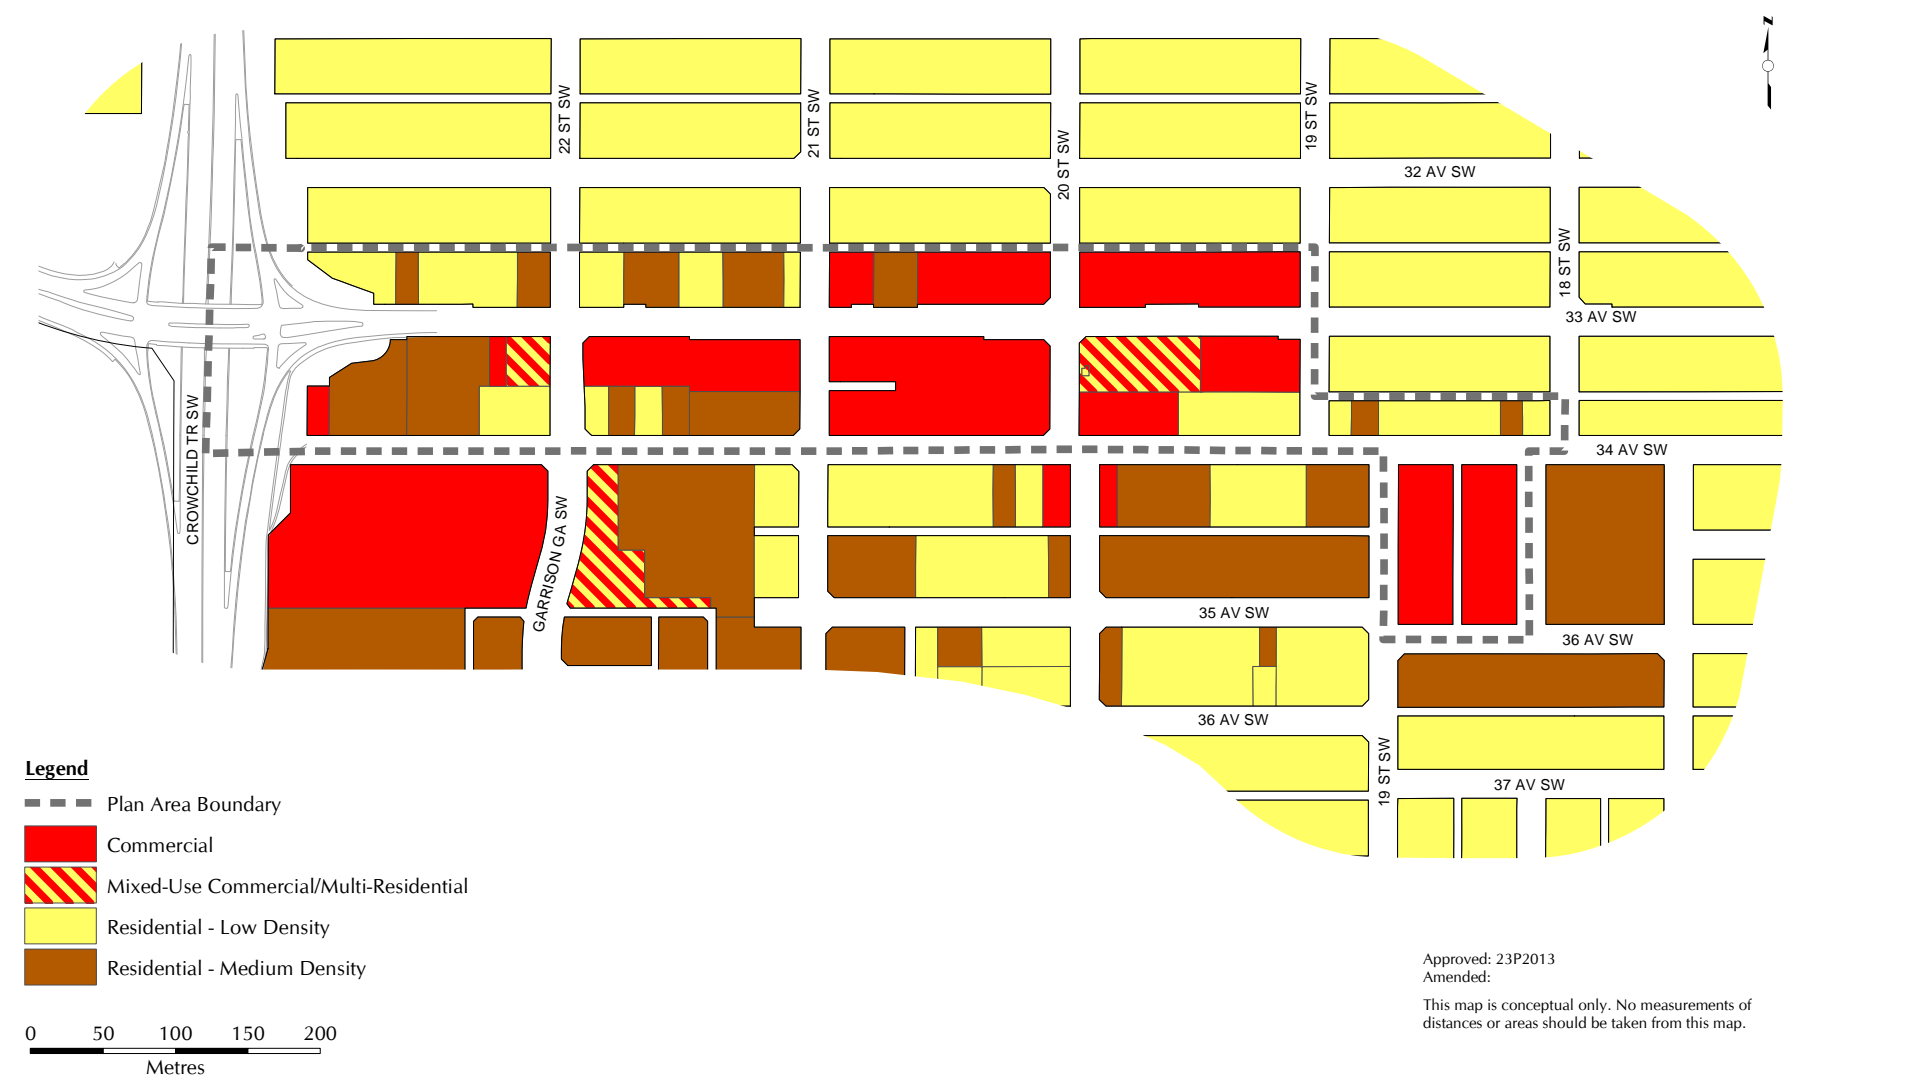 N
22 ST SW
21 ST SW
20 ST SW
19 ST SW
32 AV SW
18 ST SW
33 AV SW
CROWCHILD TR SW
34 AV SW
GARRISON GA SW
35 AV SW
36 AV SW
36 AV SW
19 ST SW
37 AV SW
Legend
Plan Area Boundary
Commercial
Mixed-Use Commercial/Multi-Residential
Residential - Low Density
Residential - Medium Density
0 50 100 150 200
Metres
Approved: 23P2013
Amended:
This map is conceptual only. No measurements of
distances or areas should be taken from this map.